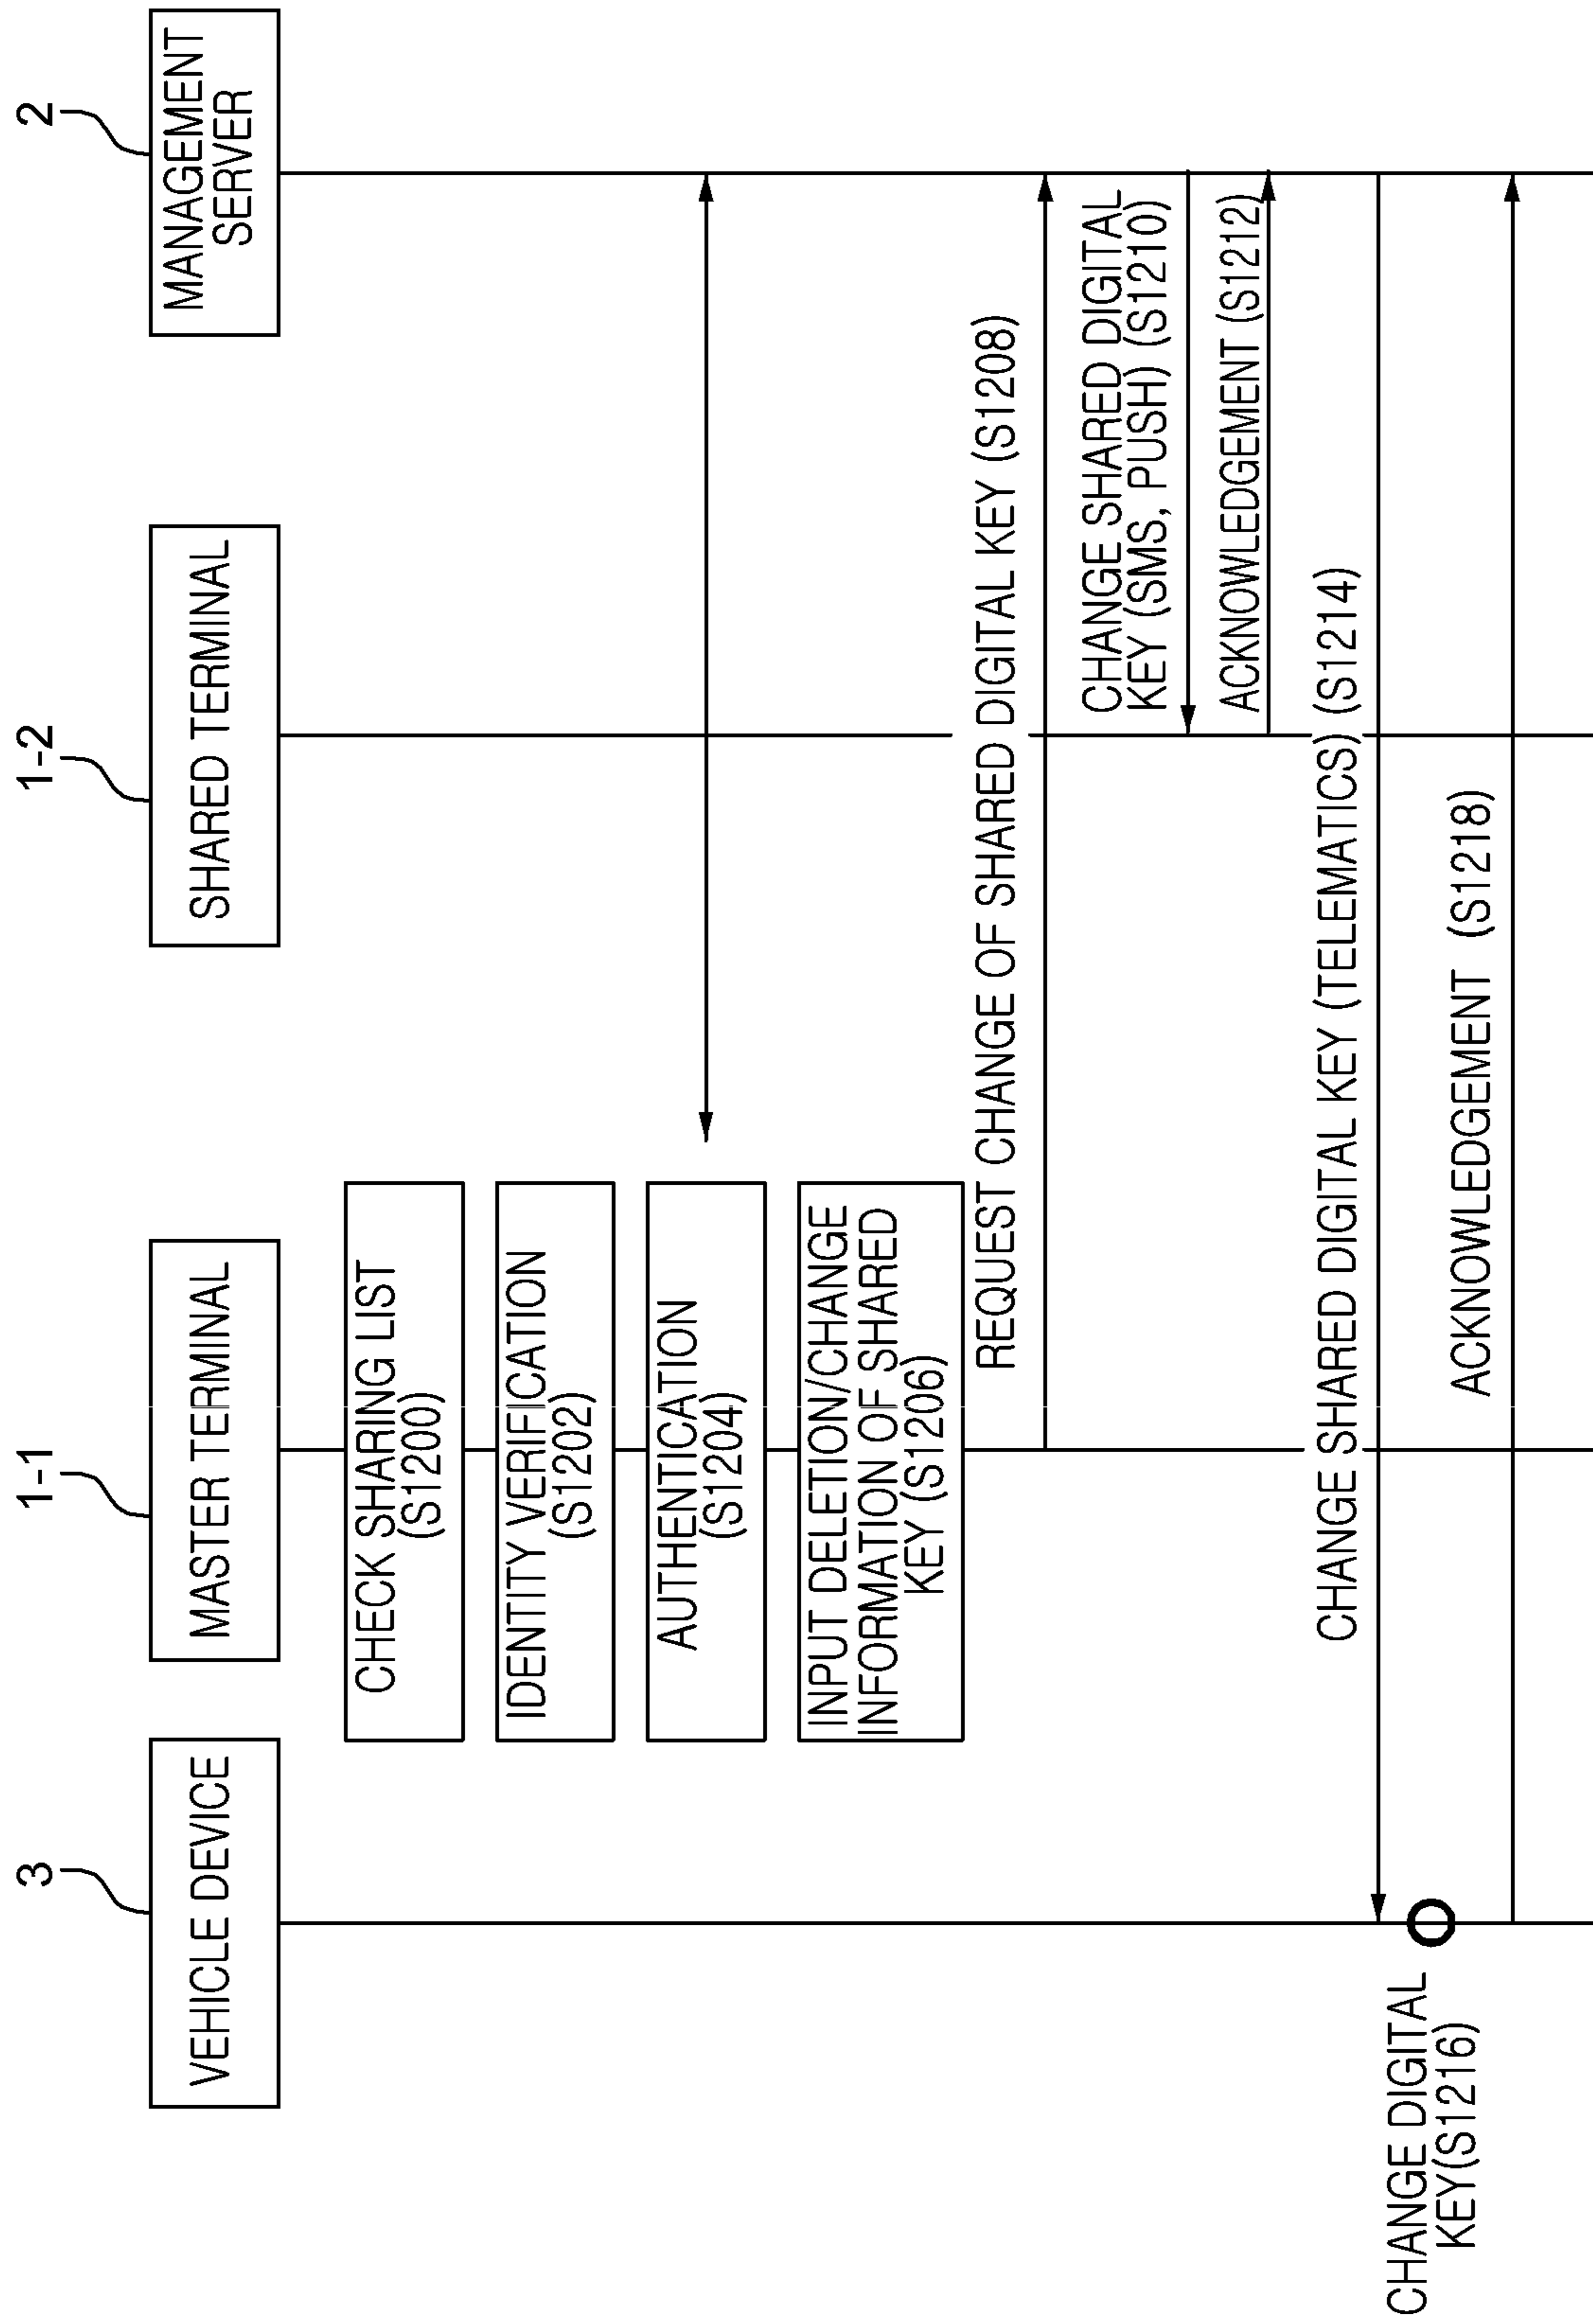 3
VEHICLE DEVICE
1-1
MASTER TERMINAL
1-2
SHARED TERMINAL
2
MANAGEMENT
SERVER
CHECK SHARING LIST
(S1200)
IDENTITY VERIFICATION
(S1202)
AUTHENTICATION
(S1204)
INPUT DELETION/CHANGE
INFORMATION OF SHARED
KEY (S1206)
REQUEST CHANGE OF SHARED DIGITAL KEY (S1208)
CHANGE SHARED DIGITAL
KEY (SMS, PUSH) (S1210)
ACKNOWLEDGEMENT (S1212)
CHANGE SHARED DIGITAL KEY (TELEMATICS) (S1214)
CHANGE DIGITAL
KEY(S1216)
ACKNOWLEDGEMENT (S1218)